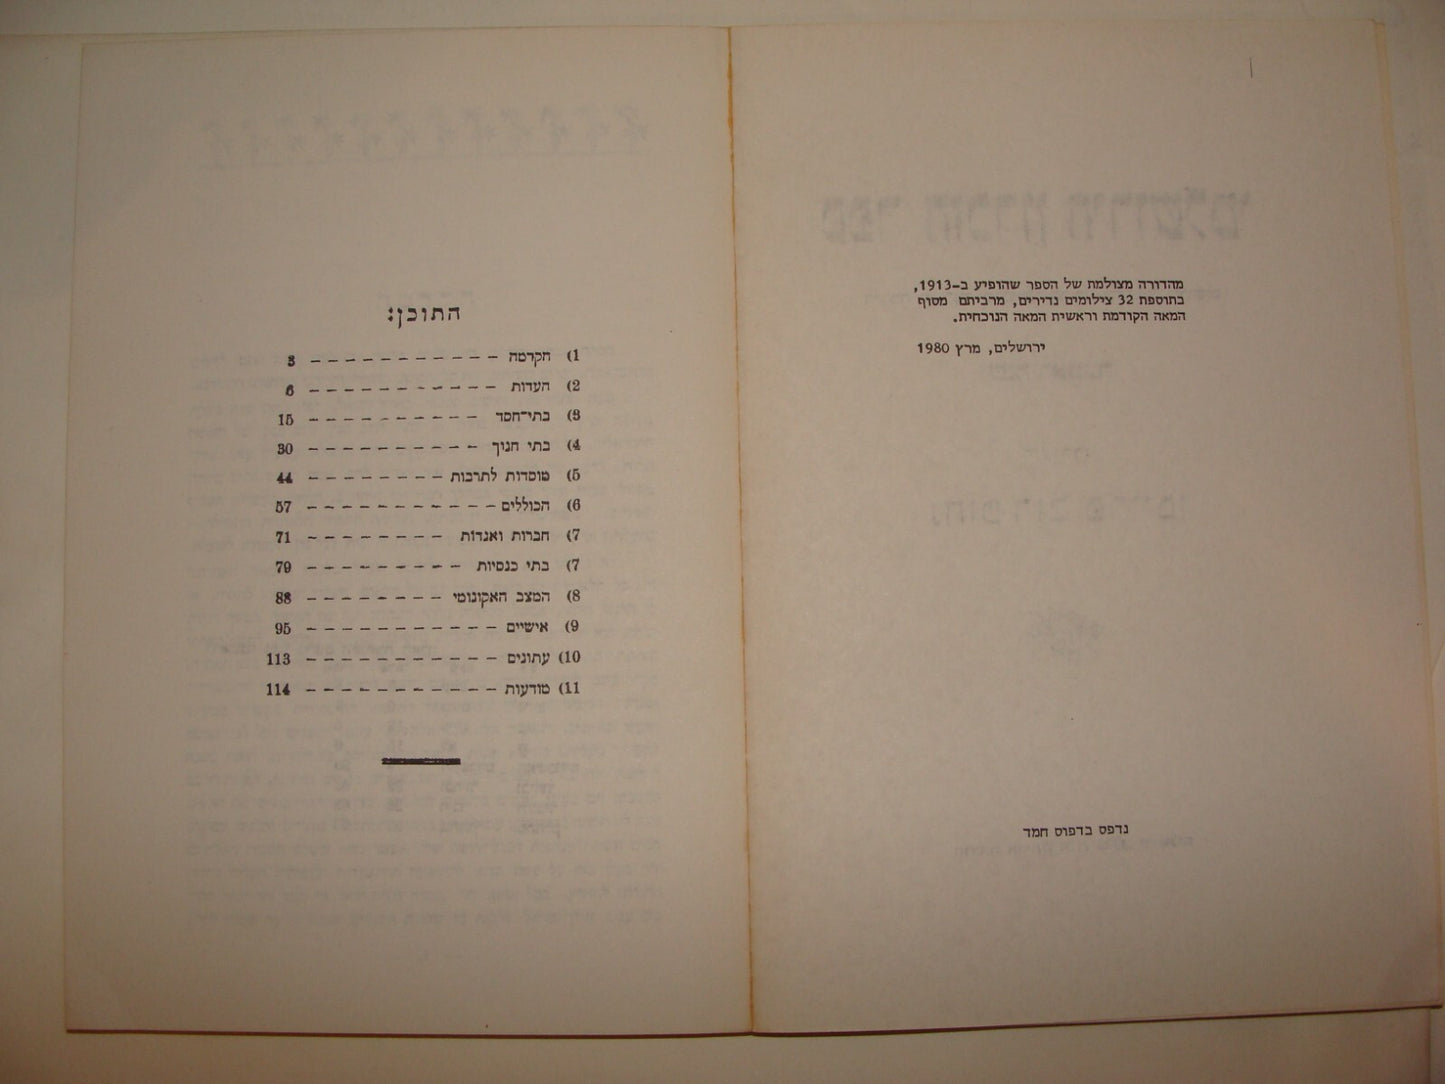 מהדורה מצולמת של הספר שהופיע ב–1913,
בתוספת 32 צילומים נדירים, מרביתם מסוף
המאה הקודמת וראשית המאה הנוכחית.
ירושלים, מרץ 1980
נדפס בדפוס חמד
התוכן:
1) הקדמה – – – – – – – – – – – 3
2) העדות – – – – – – – – – – – 6
3) בתי־חסד – – – – – – – – – – 15
4) בתי חנוך – – – – – – – – – – 30
5) מוסדות לתרבות – – – – – – – – 44
6) הכוללים – – – – – – – – – – – 57
7) חברות ואגדות – – – – – – – – 71
7) בתי כנסיות – – – – – – – – – 79
8) המצב האקונומי – – – – – – – – 88
9) אישיים – – – – – – – – – – – 95
10) עתונים – – – – – – – – – – – 113
11) מודעות – – – – – – – – – – – 114